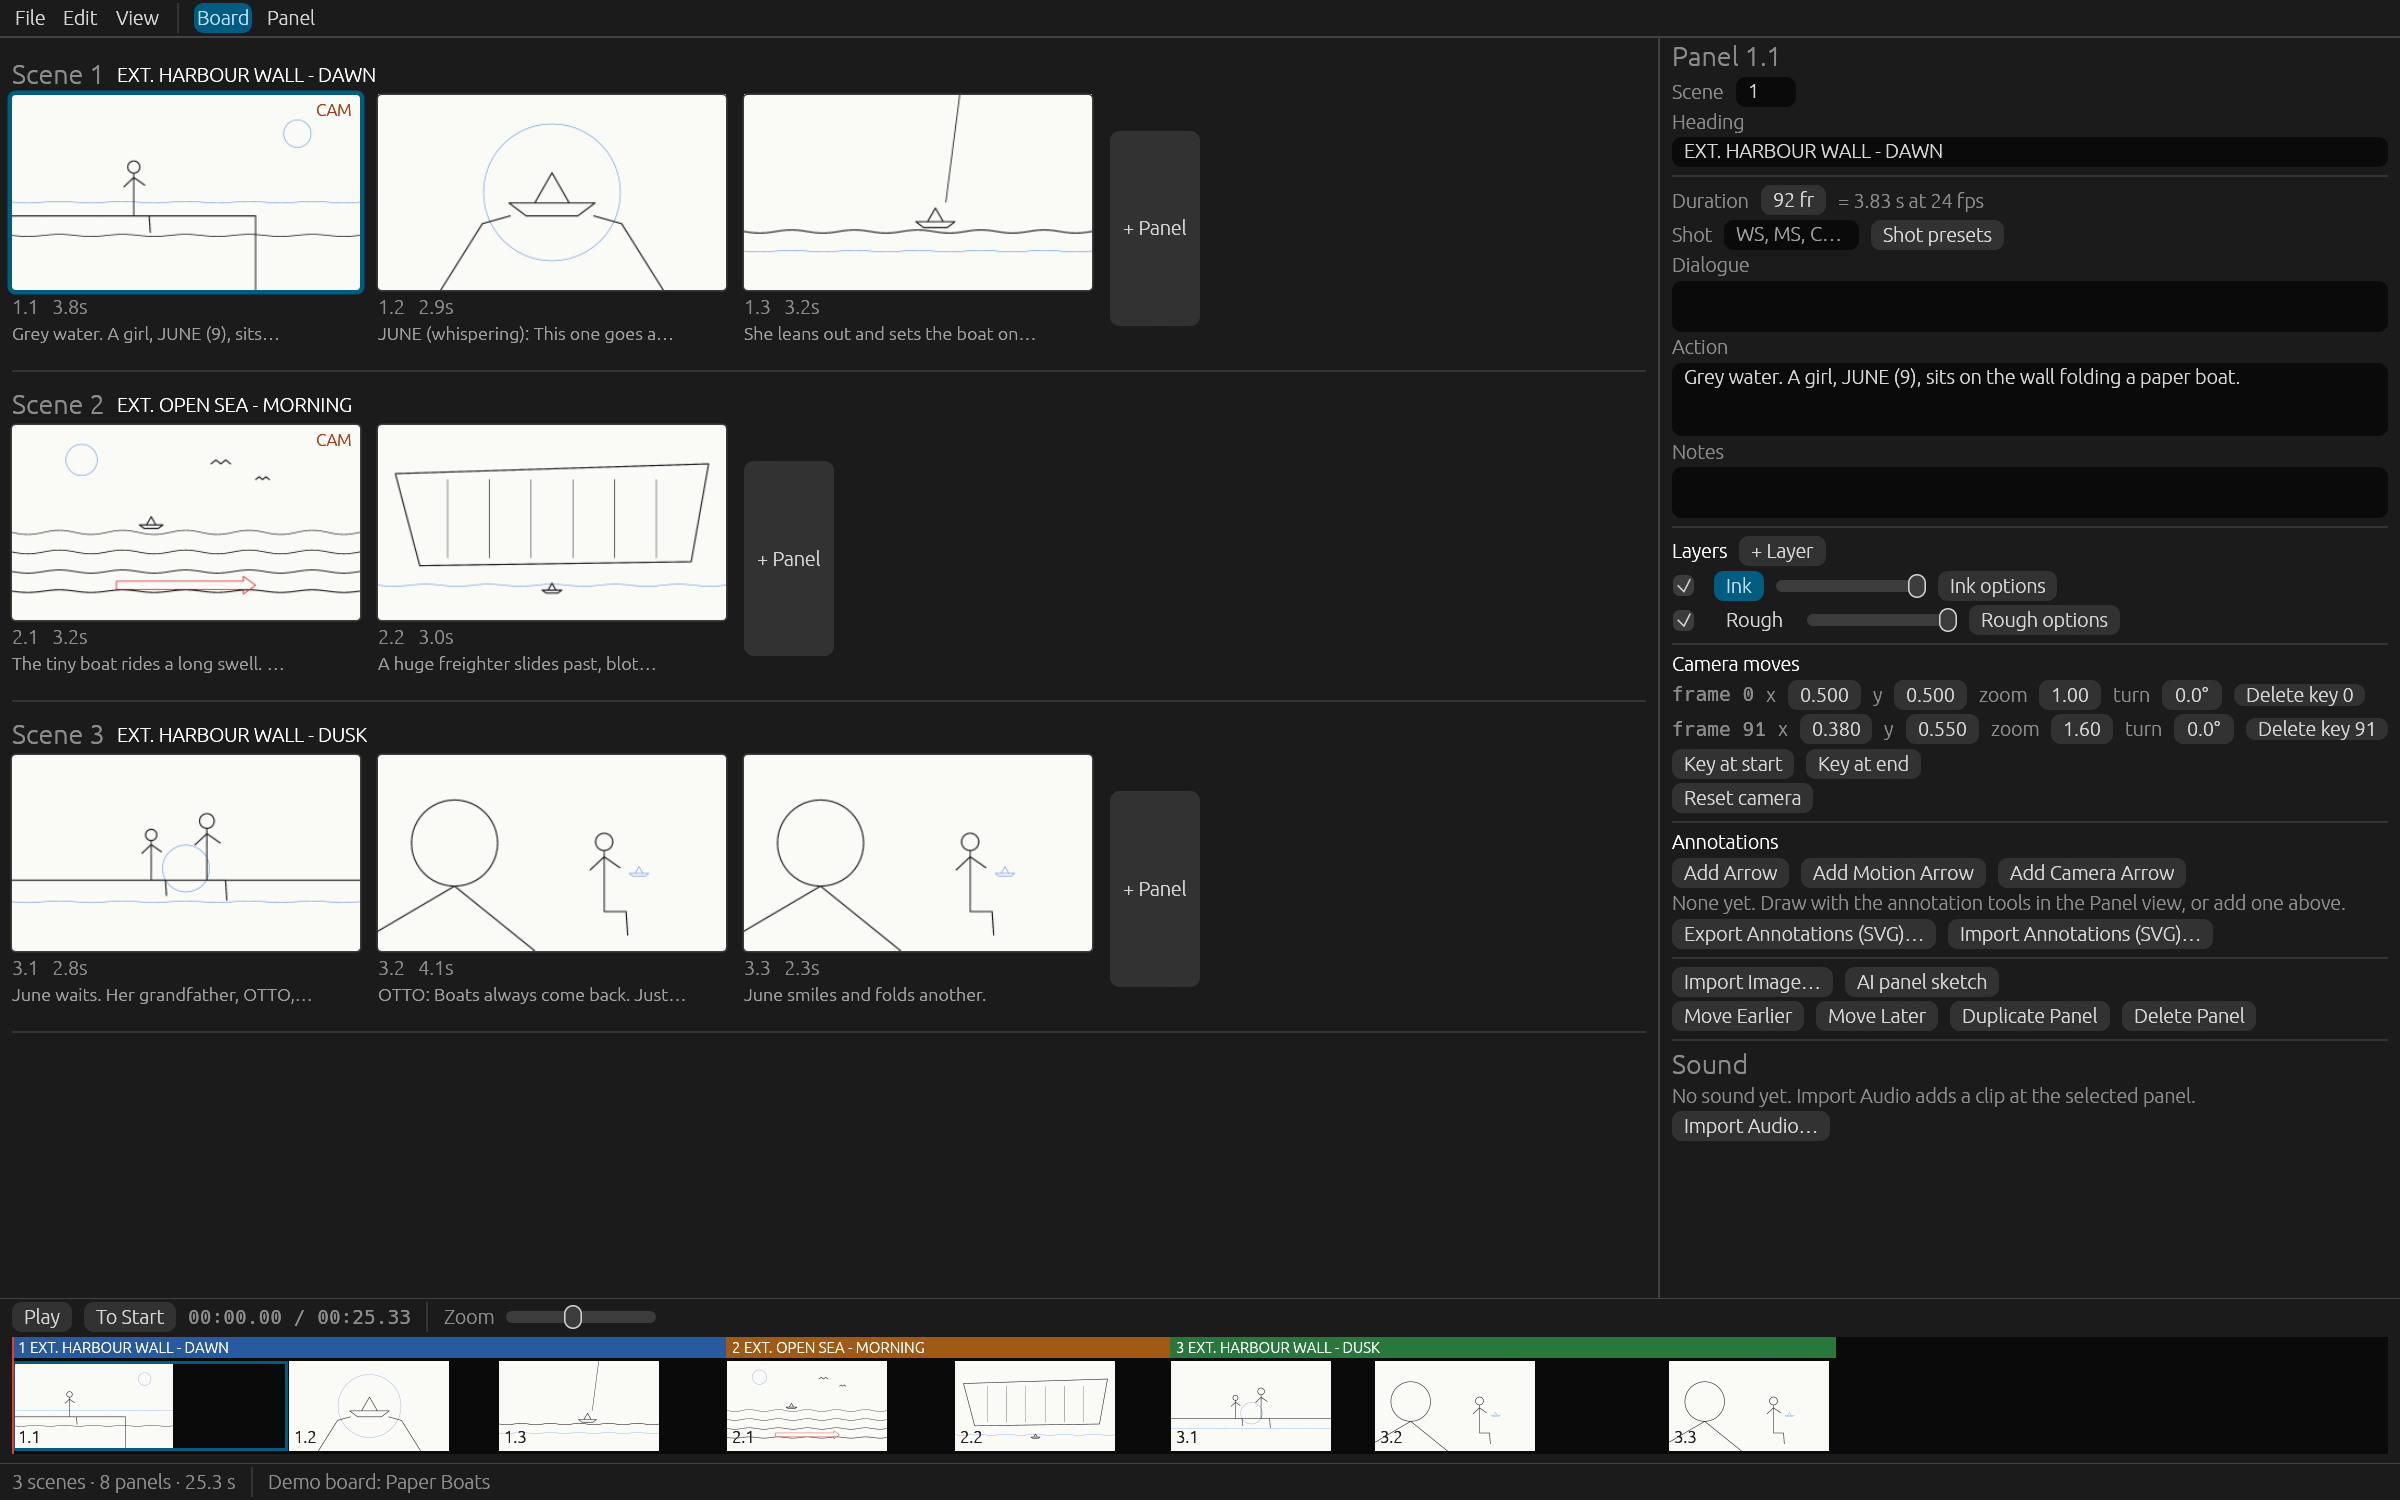 File Edit View Board Panel
Scene 1 EXT. HARBOUR WALL - DAWN
CAM
1.1 3.8s
Grey water. A girl, JUNE (9), sits…
1.2 2.9s
JUNE (whispering): This one goes a…
1.3 3.2s
She leans out and sets the boat on…
+ Panel
Scene 2 EXT. OPEN SEA - MORNING
CAM
2.1 3.2s
The tiny boat rides a long swell. …
2.2 3.0s
A huge freighter slides past, blot…
+ Panel
Scene 3 EXT. HARBOUR WALL - DUSK
3.1 2.8s
June waits. Her grandfather, OTTO,…
3.2 4.1s
OTTO: Boats always come back. Just…
3.3 2.3s
June smiles and folds another.
+ Panel
Panel 1.1
Scene 1
Heading
EXT. HARBOUR WALL - DAWN
Duration 92 fr = 3.83 s at 24 fps
Shot WS, MS, C… Shot presets
Dialogue
Action
Grey water. A girl, JUNE (9), sits on the wall folding a paper boat.
Notes
Layers + Layer
Ink Ink options
Rough Rough options
Camera moves
frame 0 x 0.500 y 0.500 zoom 1.00 turn 0.0° Delete key 0
frame 91 x 0.380 y 0.550 zoom 1.60 turn 0.0° Delete key 91
Key at start Key at end
Reset camera
Annotations
Add Arrow Add Motion Arrow Add Camera Arrow
None yet. Draw with the annotation tools in the Panel view, or add one above.
Export Annotations (SVG)… Import Annotations (SVG)…
Import Image… AI panel sketch
Move Earlier Move Later Duplicate Panel Delete Panel
Sound
No sound yet. Import Audio adds a clip at the selected panel.
Import Audio…
Play To Start 00:00.00 / 00:25.33 Zoom
1 EXT. HARBOUR WALL - DAWN 2 EXT. OPEN SEA - MORNING 3 EXT. HARBOUR WALL - DUSK
1.1 1.2 1.3 2.1 2.2 3.1 3.2 3.3
3 scenes · 8 panels · 25.3 s Demo board: Paper Boats